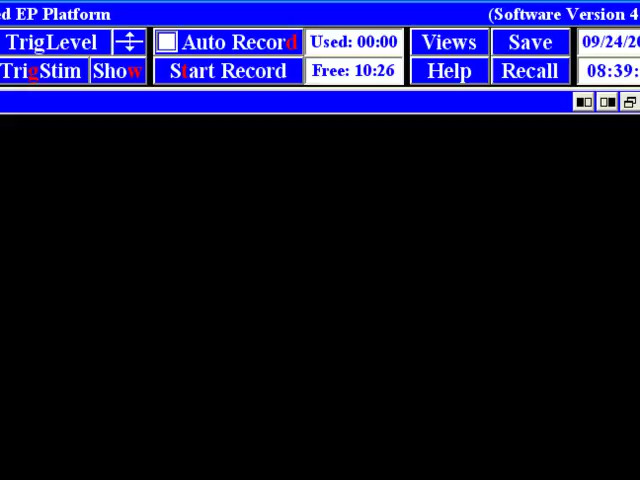 ed EP Platform (Software Version 4
TrigLevel Auto Record Used: 00:00 Views Save 09/24/20
TrigStim Show Start Record Free: 10:26 Help Recall 08:39: